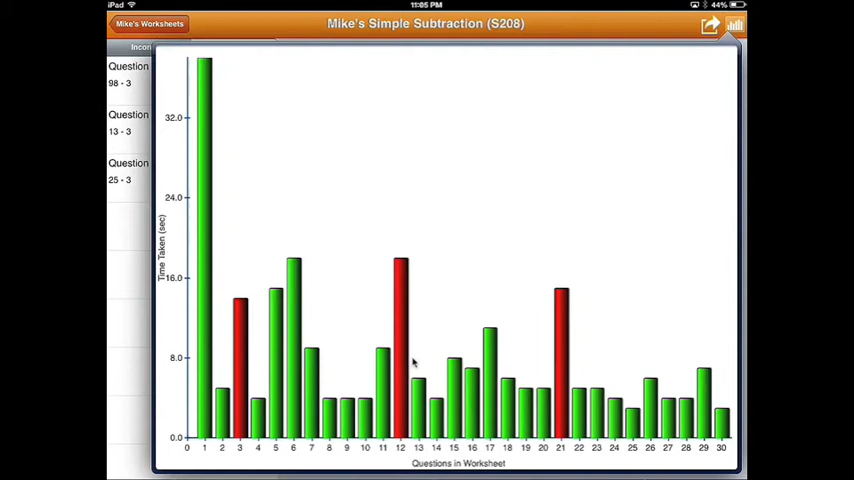 iPad
11:05 PM
44%
Mike's Worksheets
Mike's Simple Subtraction (S208)
Question
98 - 3
Question
13 - 3
Question
25 - 3
Time Taken (sec)
32.0
24.0
16.0
8.0
0.0
0 1 2 3 4 5 6 7 8 9 10 11 12 13 14 15 16 17 18 19 20 21 22 23 24 25 26 27 28 29 30
Questions in Worksheet